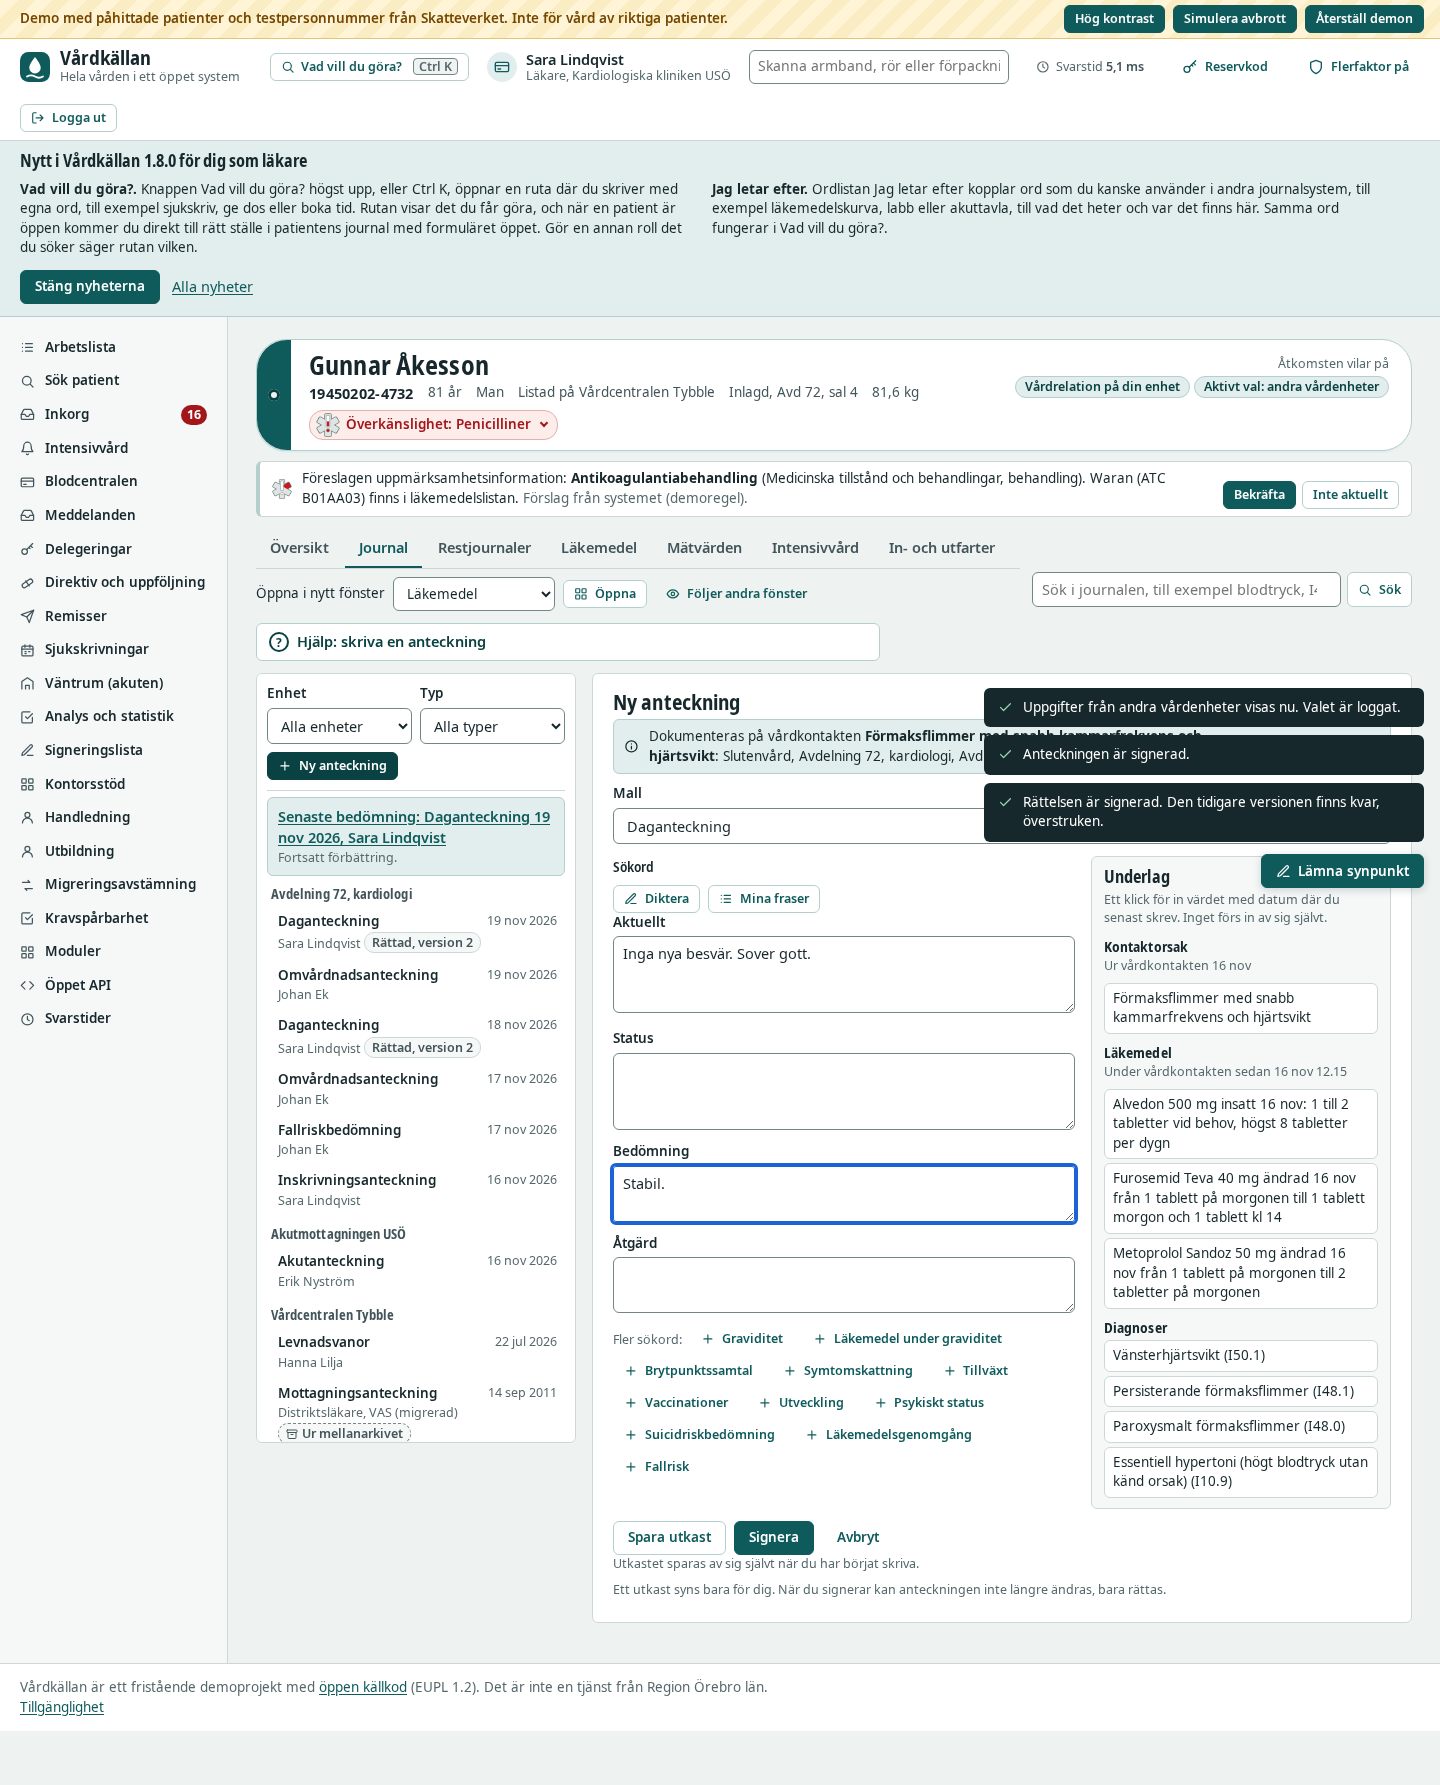 Demo med påhittade patienter och testpersonnummer från Skatteverket. Inte för vård av riktiga patienter.
Hög kontrast
Simulera avbrott
Återställ demon
Vårdkällan
Hela vården i ett öppet system
Vad vill du göra? Ctrl K
Sara Lindqvist
Läkare, Kardiologiska kliniken USÖ
Skanna armband, rör eller förpackni
Svarstid 5,1 ms
Reservkod
Flerfaktor på
Logga ut
Nytt i Vårdkällan 1.8.0 för dig som läkare
Vad vill du göra?. Knappen Vad vill du göra? högst upp, eller Ctrl K, öppnar en ruta där du skriver med
egna ord, till exempel sjukskriv, ge dos eller boka tid. Rutan visar det du får göra, och när en patient är
öppen kommer du direkt till rätt ställe i patientens journal med formuläret öppet. Gör en annan roll det
du söker säger rutan vilken.
Jag letar efter. Ordlistan Jag letar efter kopplar ord som du kanske använder i andra journalsystem, till
exempel läkemedelskurva, labb eller akuttavla, till vad det heter och var det finns här. Samma ord
fungerar i Vad vill du göra?.
Stäng nyheterna
Alla nyheter
Arbetslista
Sök patient
Inkorg 16
Intensivvård
Blodcentralen
Meddelanden
Delegeringar
Direktiv och uppföljning
Remisser
Sjukskrivningar
Väntrum (akuten)
Analys och statistik
Signeringslista
Kontorsstöd
Handledning
Utbildning
Migreringsavstämning
Kravspårbarhet
Moduler
Öppet API
Svarstider
Gunnar Åkesson
19450202-4732 81 år Man Listad på Vårdcentralen Tybble Inlagd, Avd 72, sal 4 81,6 kg
Överkänslighet: Penicilliner
Åtkomsten vilar på
Vårdrelation på din enhet
Aktivt val: andra vårdenheter
Föreslagen uppmärksamhetsinformation: Antikoagulantiabehandling (Medicinska tillstånd och behandlingar, behandling). Waran (ATC
B01AA03) finns i läkemedelslistan. Förslag från systemet (demoregel).
Bekräfta
Inte aktuellt
Översikt
Journal
Restjournaler
Läkemedel
Mätvärden
Intensivvård
In- och utfarter
Öppna i nytt fönster
Läkemedel
Öppna
Följer andra fönster
Sök i journalen, till exempel blodtryck, I4
Sök
? Hjälp: skriva en anteckning
Enhet
Typ
Alla enheter
Alla typer
Ny anteckning
Senaste bedömning: Daganteckning 19
nov 2026, Sara Lindqvist
Fortsatt förbättring.
Avdelning 72, kardiologi
Daganteckning 19 nov 2026
Sara Lindqvist Rättad, version 2
Omvårdnadsanteckning 19 nov 2026
Johan Ek
Daganteckning 18 nov 2026
Sara Lindqvist Rättad, version 2
Omvårdnadsanteckning 17 nov 2026
Johan Ek
Fallriskbedömning 17 nov 2026
Johan Ek
Inskrivningsanteckning 16 nov 2026
Sara Lindqvist
Akutmottagningen USÖ
Akutanteckning 16 nov 2026
Erik Nyström
Vårdcentralen Tybble
Levnadsvanor 22 jul 2026
Hanna Lilja
Mottagningsanteckning 14 sep 2011
Distriktsläkare, VAS (migrerad)
Ur mellanarkivet
Ny anteckning
Dokumenteras på vårdkontakten Förmaksflimmer med snabb kammarfrekvens och
hjärtsvikt: Slutenvård, Avdelning 72, kardiologi, Avd
Mall
Daganteckning
Uppgifter från andra vårdenheter visas nu. Valet är loggat.
Anteckningen är signerad.
Rättelsen är signerad. Den tidigare versionen finns kvar,
överstruken.
Lämna synpunkt
Sökord
Diktera
Mina fraser
Aktuellt
Inga nya besvär. Sover gott.
Status
Bedömning
Stabil.
Åtgärd
Fler sökord:
Graviditet
Läkemedel under graviditet
Brytpunktssamtal
Symtomskattning
Tillväxt
Vaccinationer
Utveckling
Psykiskt status
Suicidriskbedömning
Läkemedelsgenomgång
Fallrisk
Underlag
Ett klick för in värdet med datum där du
senast skrev. Inget förs in av sig självt.
Kontaktorsak
Ur vårdkontakten 16 nov
Förmaksflimmer med snabb
kammarfrekvens och hjärtsvikt
Läkemedel
Under vårdkontakten sedan 16 nov 12.15
Alvedon 500 mg insatt 16 nov: 1 till 2
tabletter vid behov, högst 8 tabletter
per dygn
Furosemid Teva 40 mg ändrad 16 nov
från 1 tablett på morgonen till 1 tablett
morgon och 1 tablett kl 14
Metoprolol Sandoz 50 mg ändrad 16
nov från 1 tablett på morgonen till 2
tabletter på morgonen
Diagnoser
Vänsterhjärtsvikt (I50.1)
Persisterande förmaksflimmer (I48.1)
Paroxysmalt förmaksflimmer (I48.0)
Essentiell hypertoni (högt blodtryck utan
känd orsak) (I10.9)
Spara utkast
Signera
Avbryt
Utkastet sparas av sig självt när du har börjat skriva.
Ett utkast syns bara för dig. När du signerar kan anteckningen inte längre ändras, bara rättas.
Vårdkällan är ett fristående demoprojekt med öppen källkod (EUPL 1.2). Det är inte en tjänst från Region Örebro län.
Tillgänglighet